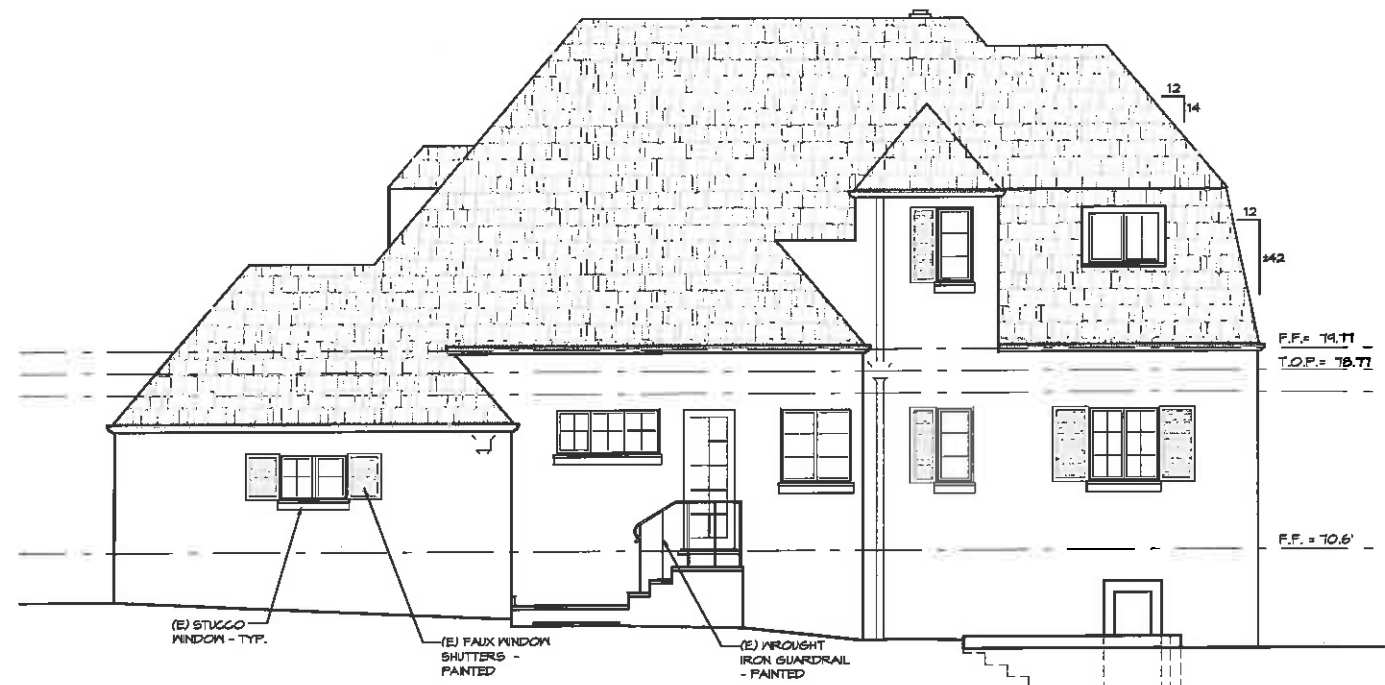 12
14
12
±42
F.F.= 79.77
T.O.P.= 78.77
F.F. = 70.6'
(E) STUCCO
WINDOW - TYP.
(E) FAUX WINDOW
SHUTTERS -
PAINTED
(E) WROUGHT
IRON GUARDRAIL
- PAINTED